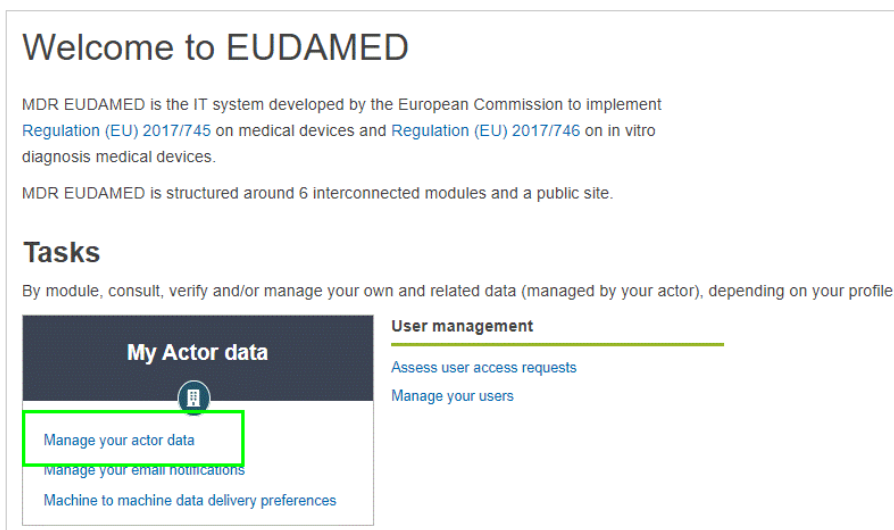 Welcome to EUDAMED
MDR EUDAMED is the IT system developed by the European Commission to implement
Regulation (EU) 2017/745 on medical devices and Regulation (EU) 2017/746 on in vitro
diagnosis medical devices.
MDR EUDAMED is structured around 6 interconnected modules and a public site.
Tasks
By module, consult, verify and/or manage your own and related data (managed by your actor), depending on your profile
My Actor data
Manage your actor data
Manage your email notifications
Machine to machine data delivery preferences
User management
Assess user access requests
Manage your users